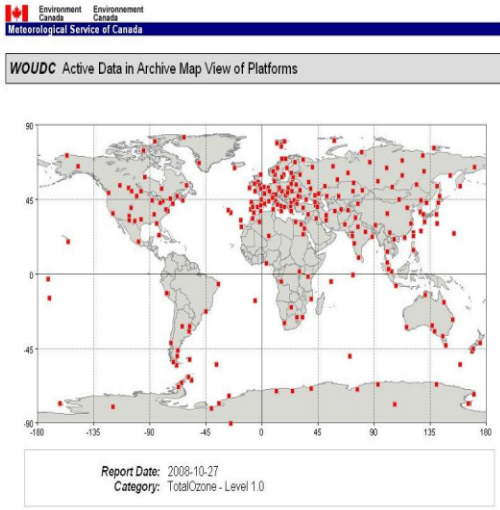 Environment Environnement
Canada Canada
Meteorological Service of Canada
WOUDC Active Data in Archive Map View of Platforms
90
45
0
-45
-90
-180 -135 -90 -45 0 45 90 135 180
Report Date: 2008-10-27
Category: TotalOzone - Level 1.0